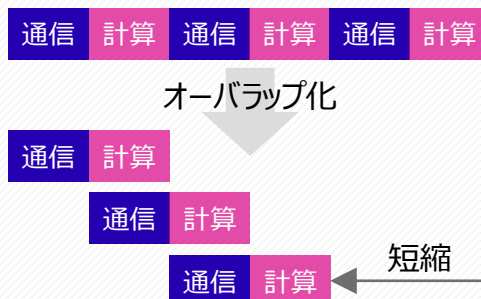 通信 計算 通信 計算 通信 計算
オーバラップ化
通信 計算
通信 計算
短縮
通信 計算